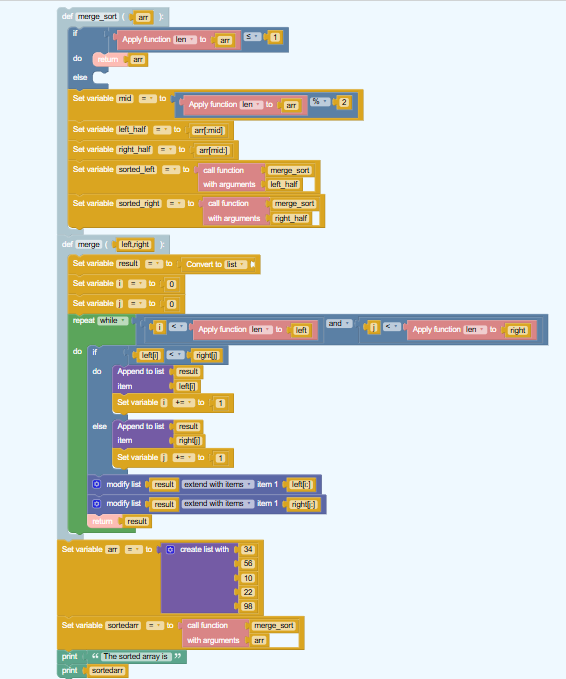 def merge_sort ( arr ):
if Apply function len to arr ≤ 1
do return arr
else
Set variable mid = to Apply function len to arr % 2
Set variable left_half = to arr[:mid]
Set variable right_half = to arr[mid:]
Set variable sorted_left = to call function merge_sort
with arguments left_half
Set variable sorted_right = to call function merge_sort
with arguments right_half
def merge ( left,right ):
Set variable result = to Convert to list
Set variable i = to 0
Set variable j = to 0
repeat while i < Apply function len to left and j < Apply function len to right
do if left[i] < right[j]
do Append to list result
item left[i]
Set variable i += to 1
else Append to list result
item right[j]
Set variable j += to 1
modify list result extend with items item 1 left[i:]
modify list result extend with items item 1 right[j:]
return result
Set variable arr = to create list with 34
56
10
22
98
Set variable sortedarr = to call function merge_sort
with arguments arr
print “ The sorted array is ”
print sortedarr